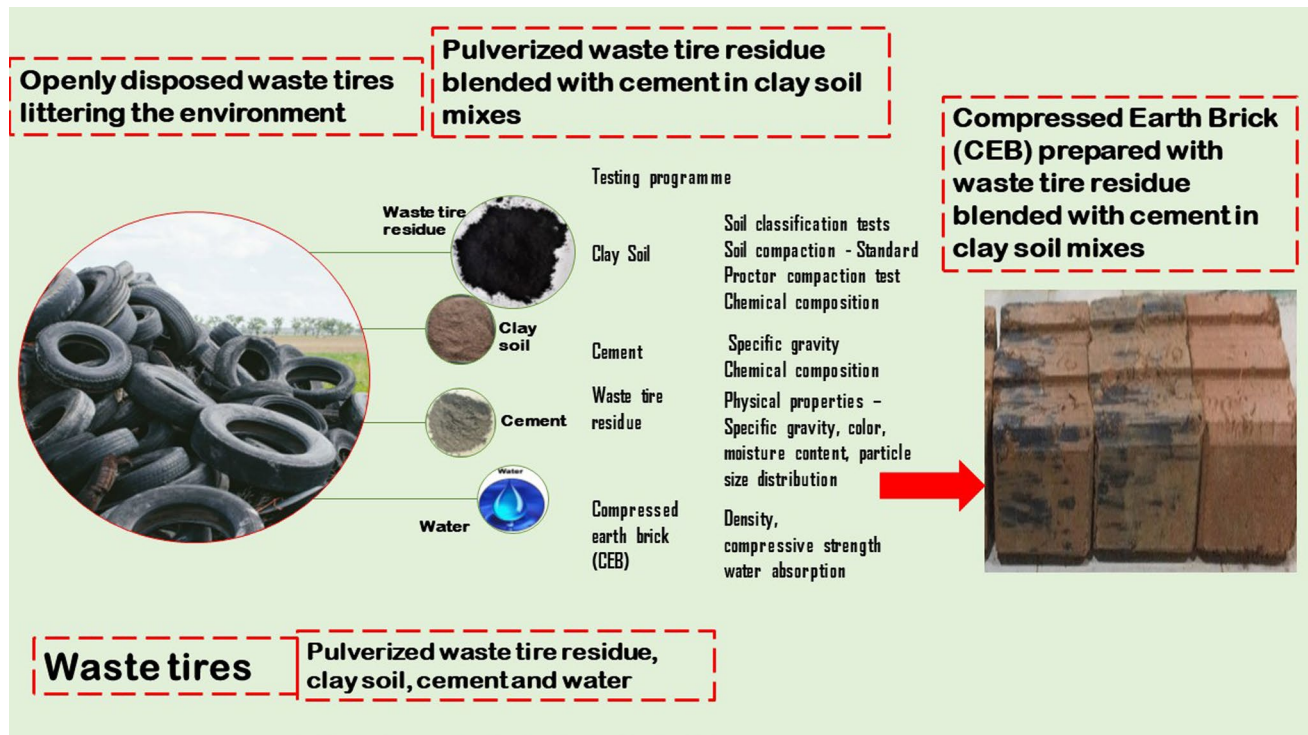 Openly disposed waste tires
littering the environment
Pulverized waste tire residue
blended with cement in clay soil
mixes
Compressed Earth Brick
(CEB) prepared with
waste tire residue
blended with cement in
clay soil mixes
Waste tire
residue
Clay
soil
Cement
Water
Water
Testing programme
Clay Soil
Soil classification tests
Soil compaction - Standard
Proctor compaction test
Chemical composition
Cement
Specific gravity
Chemical composition
Waste tire
residue
Physical properties –
Specific gravity, color,
moisture content, particle
size distribution
Compressed
earth brick
(CEB)
Density,
compressive strength
water absorption
Waste tires
Pulverized waste tire residue,
clay soil, cement and water